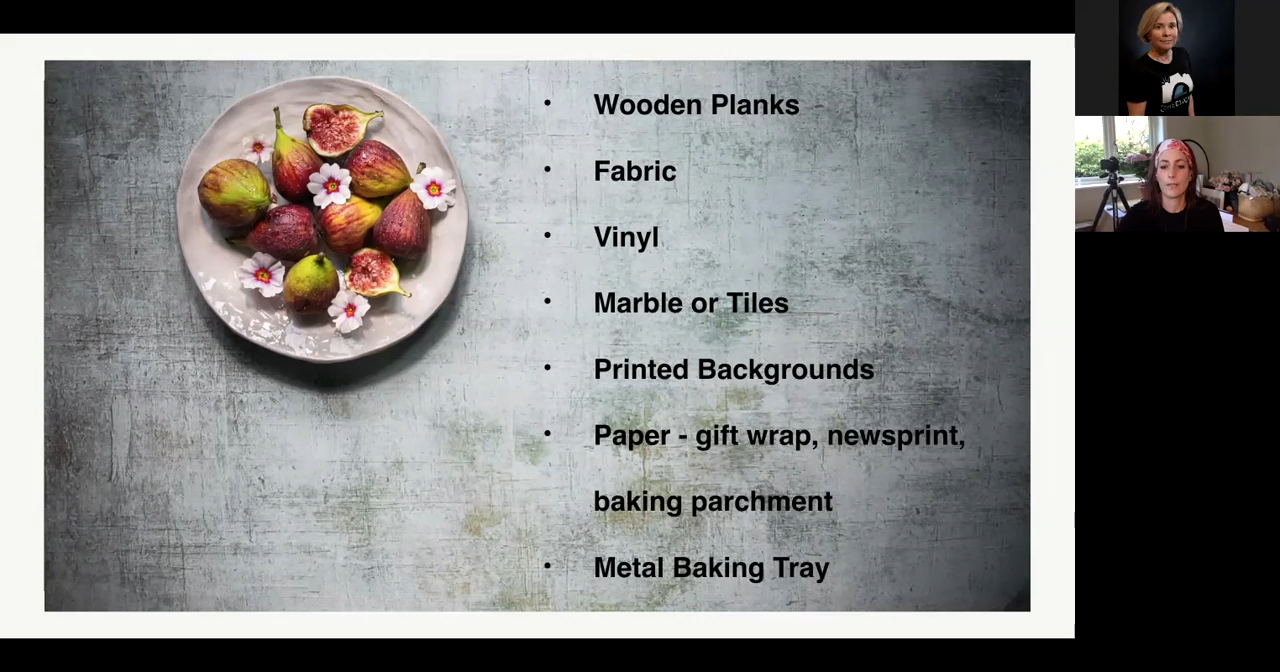 • Wooden Planks
• Fabric
• Vinyl
• Marble or Tiles
• Printed Backgrounds
• Paper - gift wrap, newsprint,
baking parchment
• Metal Baking Tray